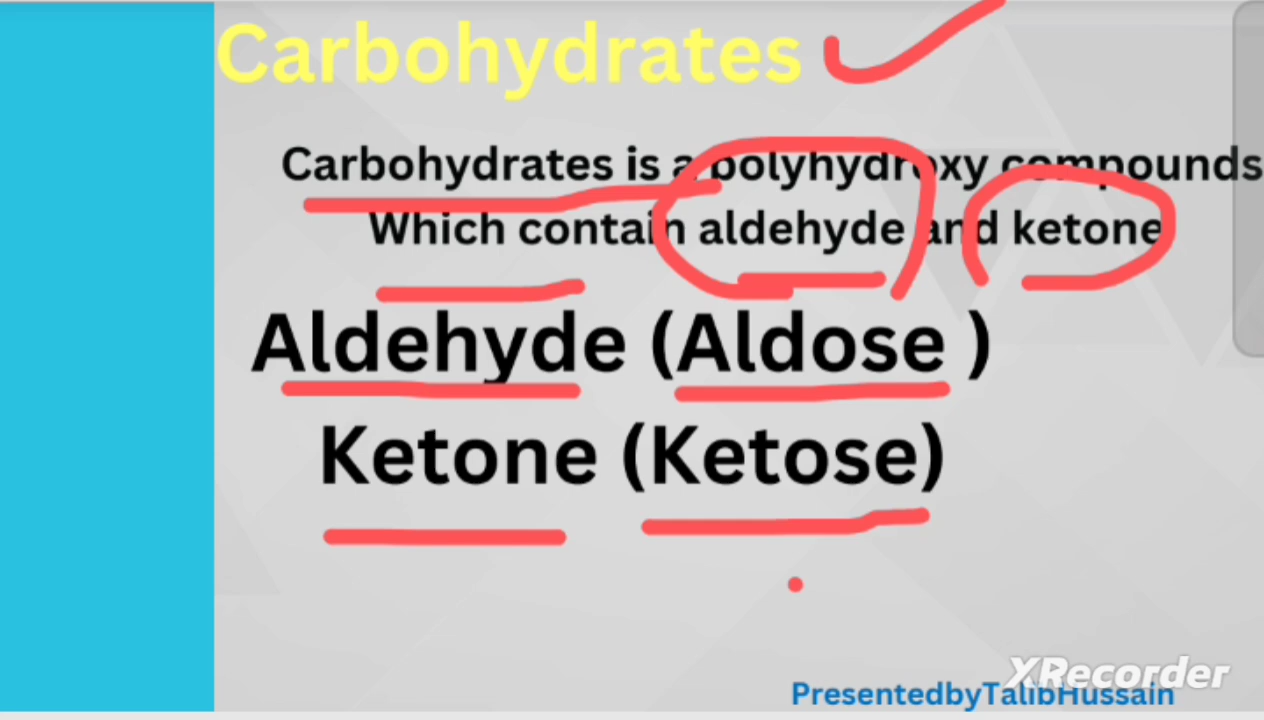 Carbohydrates
Carbohydrates is a polyhydroxy compounds
Which contain aldehyde and ketone
Aldehyde (Aldose )
Ketone (Ketose)
XRecorder
PresentedbyTalibHussain